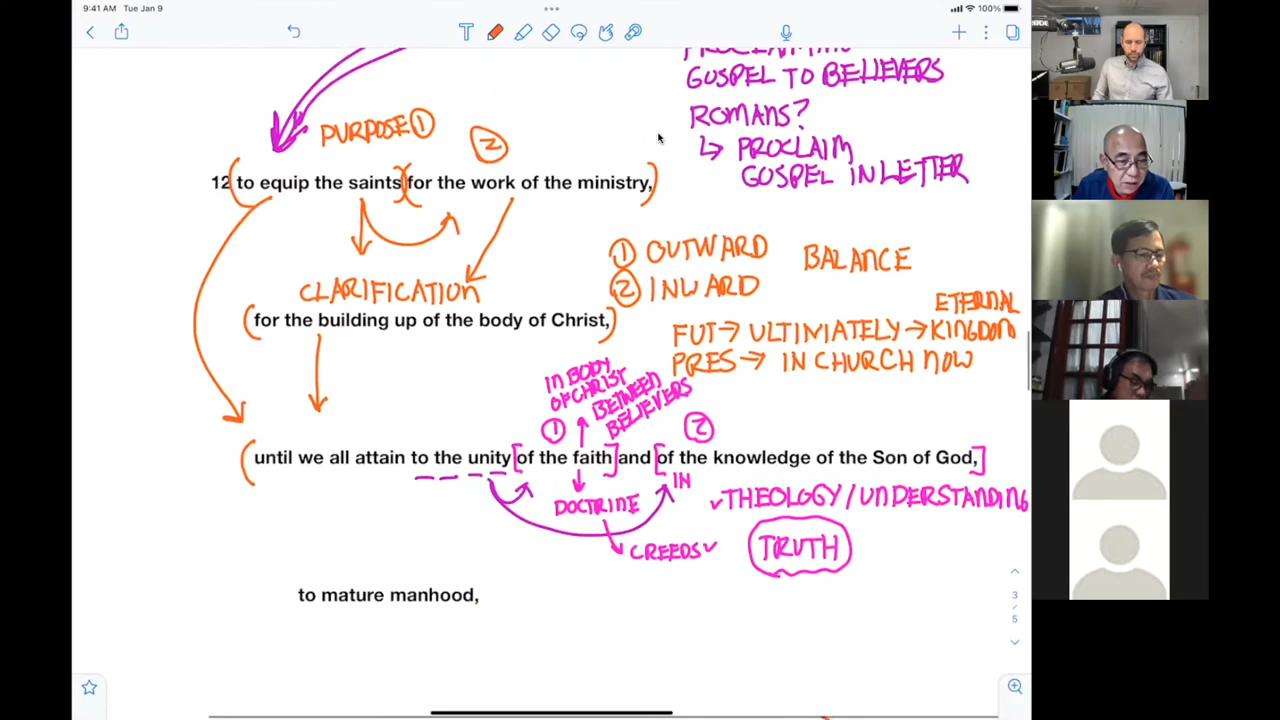 9:41 AM Tue Jan 9
100%
GOSPEL TO BELIEVERS
ROMANS?
↳ PROCLAIM
GOSPEL IN LETTER
PURPOSE ①
②
12 to equip the saints for the work of the ministry,
① OUTWARD BALANCE
② INWARD
CLARIFICATION
ETERNAL
for the building up of the body of Christ,
FUT → ULTIMIATELY → KINGDOM
PRES → IN CHURCH NOW
IN BODY
OF CHRIST
BETWEEN
BELIEVERS
① ②
until we all attain to the unity [of the faith] and [of the knowledge of the Son of God,]
IN
DOCTRINE
✓THEOLOGY/UNDERSTANDING
CREEDS✓
TRUTH
to mature manhood,
3
/
5